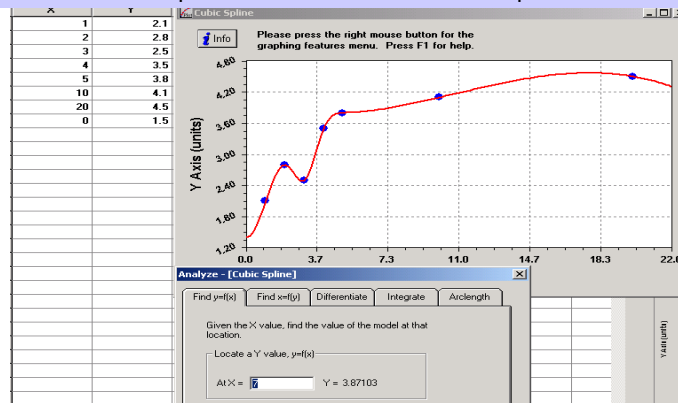 X Y
1 2.1
2 2.8
3 2.5
4 3.5
5 3.8
10 4.1
20 4.5
0 1.5
Cubic Spline
Info
Please press the right mouse button for the
graphing features menu. Press F1 for help.
Y Axis (units)
4.80
4.20
3.60
3.00
2.40
1.80
1.20
0.0 3.7 7.3 11.0 14.7 18.3 22.0
Analyze - [Cubic Spline]
Find y=f(x) Find x=f(y) Differentiate Integrate Arclength
Given the X value, find the value of the model at that
location.
Locate a Y value, y=f(x)
At X = 7 Y = 3.87103
Y Axis (units)